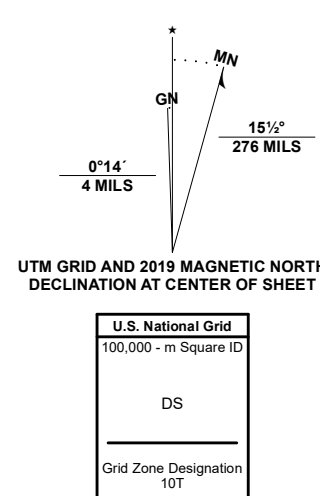 ★
MN
GN
15½°
276 MILS
0°14´
4 MILS
UTM GRID AND 2019 MAGNETIC NORTH
DECLINATION AT CENTER OF SHEET
U.S. National Grid
100,000 - m Square ID
DS
Grid Zone Designation
10T